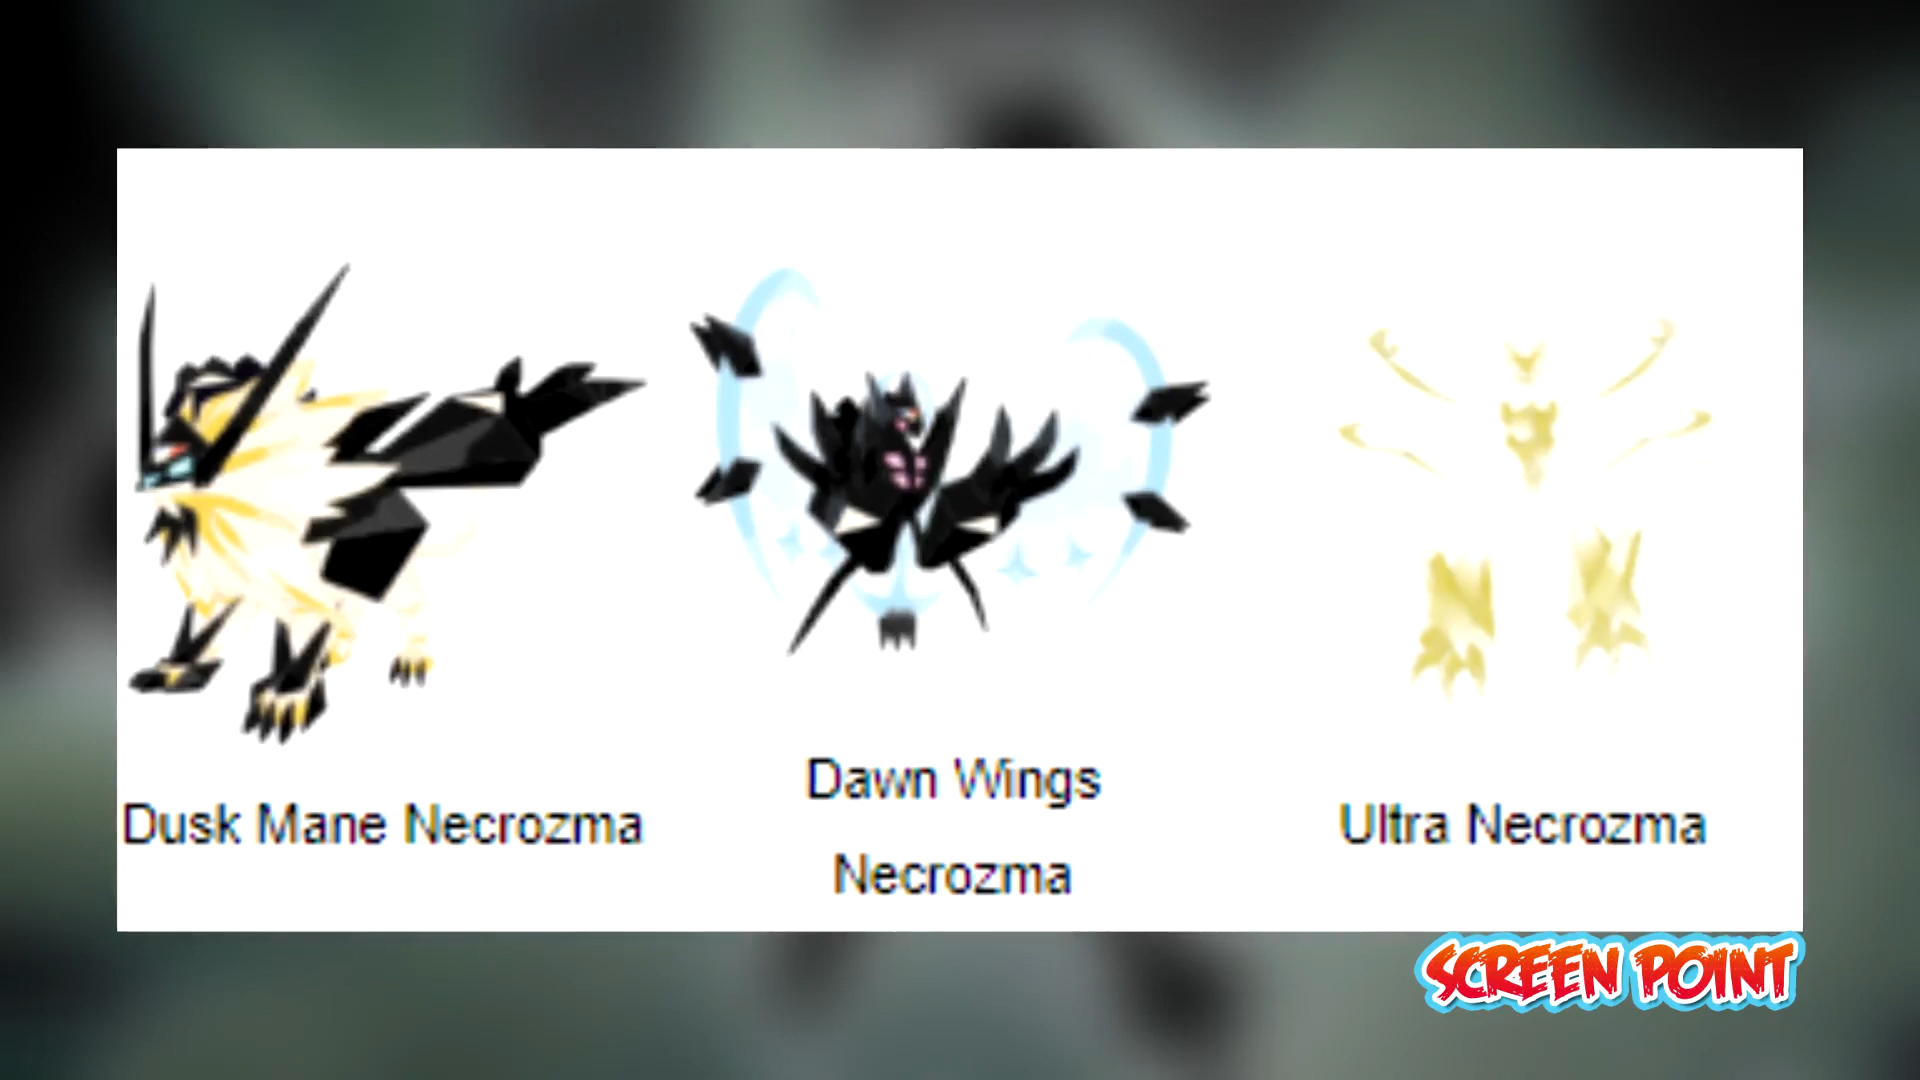 Dusk Mane Necrozma
Dawn Wings
Necrozma
Ultra Necrozma
SCREEN POINT